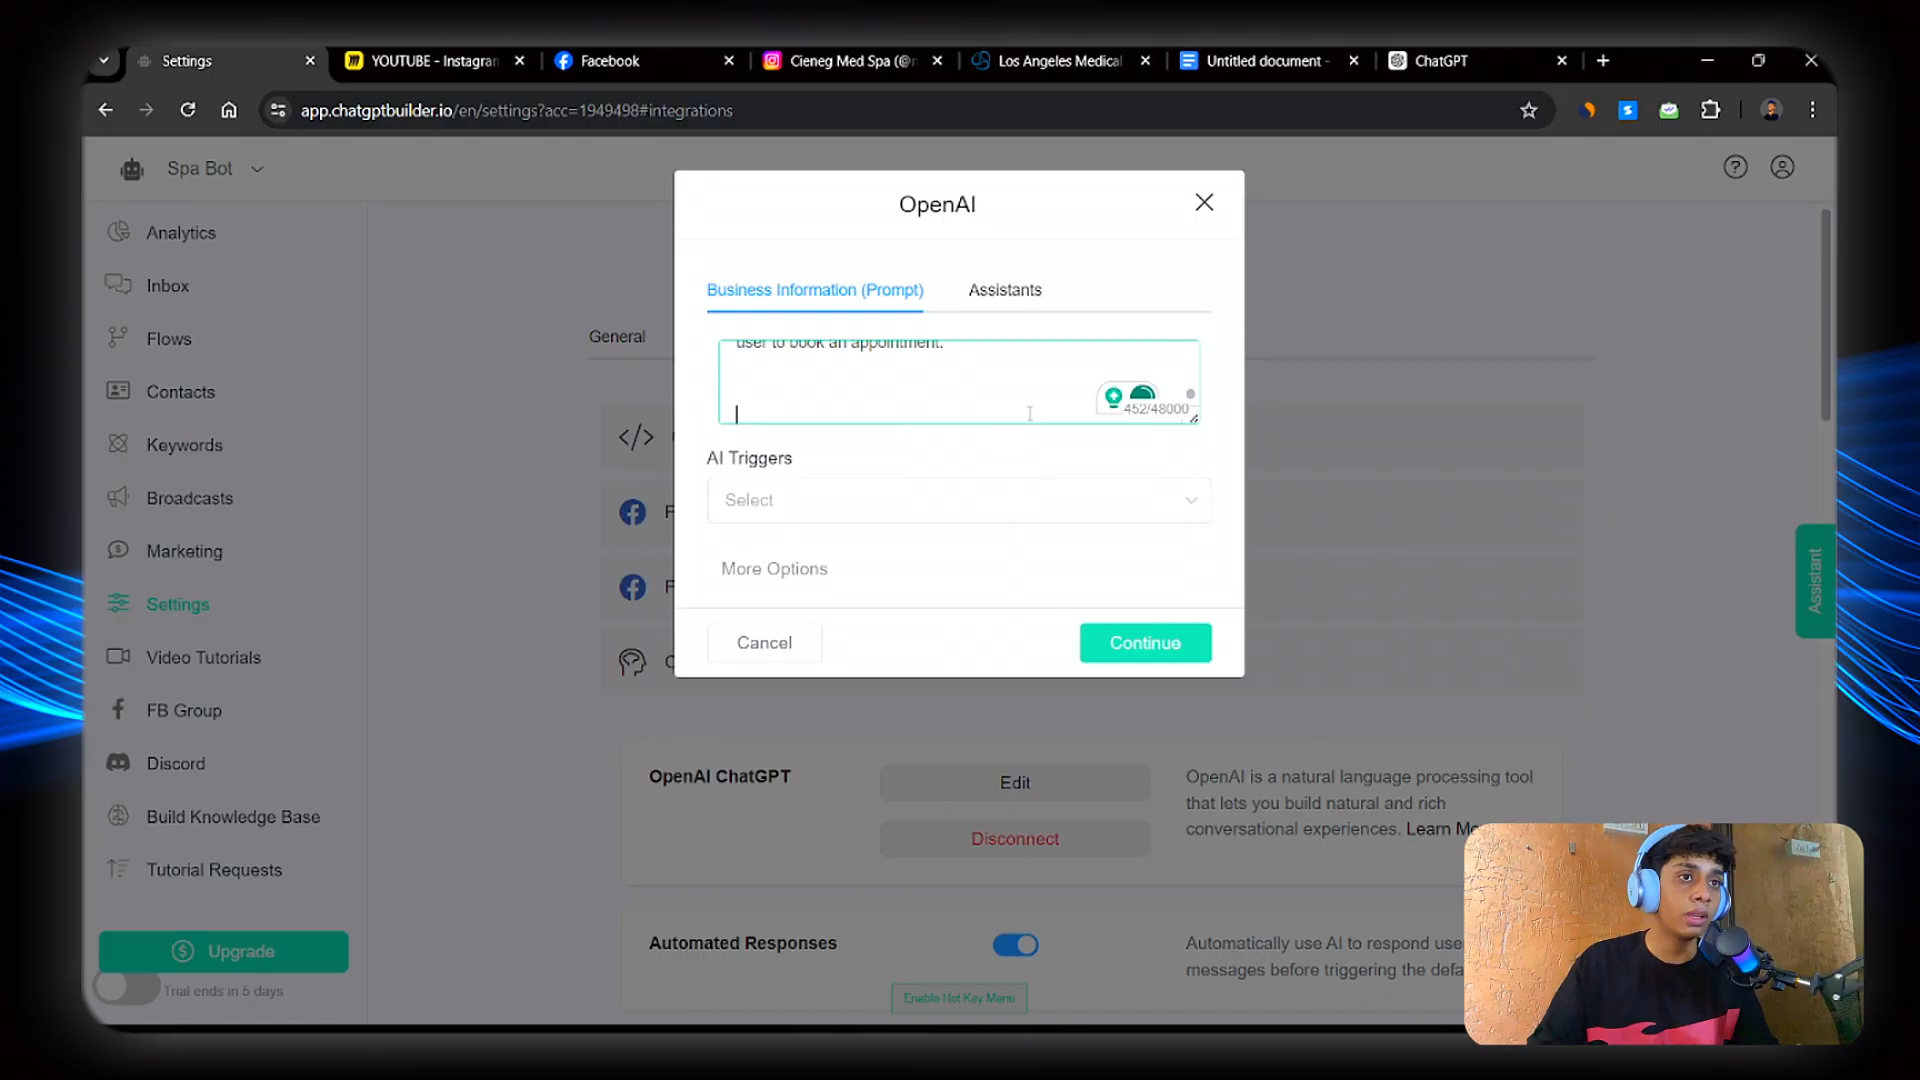 Settings
YOUTUBE - Instagram
Facebook
Cieneg Med Spa (@
Los Angeles Medical
Untitled document -
ChatGPT
app.chatgptbuilder.io/en/settings?acc=1949498#integrations
Spa Bot
Analytics
Inbox
Flows
Contacts
Keywords
Broadcasts
Marketing
Settings
Video Tutorials
FB Group
Discord
Build Knowledge Base
Tutorial Requests
Upgrade
Trial ends in 5 days
General
OpenAI
Business Information (Prompt)
Assistants
user to book an appointment.
452/48000
AI Triggers
Select
More Options
Cancel
Continue
OpenAI ChatGPT
Edit
Disconnect
OpenAI is a natural language processing tool
that lets you build natural and rich
conversational experiences. Learn
Automated Responses
Enable Hot Key Menu
Automatically use AI to respond
messages before triggering the
Assistant